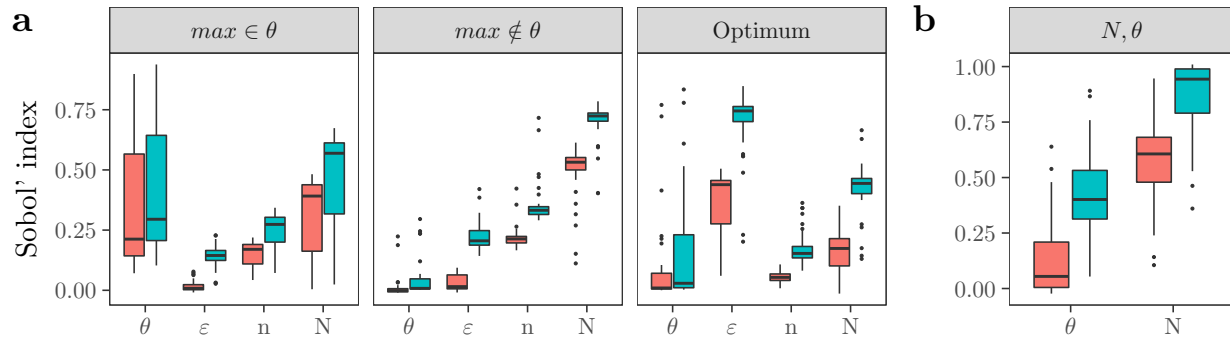 a
max ∈ θ
max ∉ θ
Optimum
Sobol' index
0.75
0.50
0.25
0.00
θ ε n N
θ ε n N
θ ε n N
b
N, θ
1.00
0.75
0.50
0.25
0.00
θ N